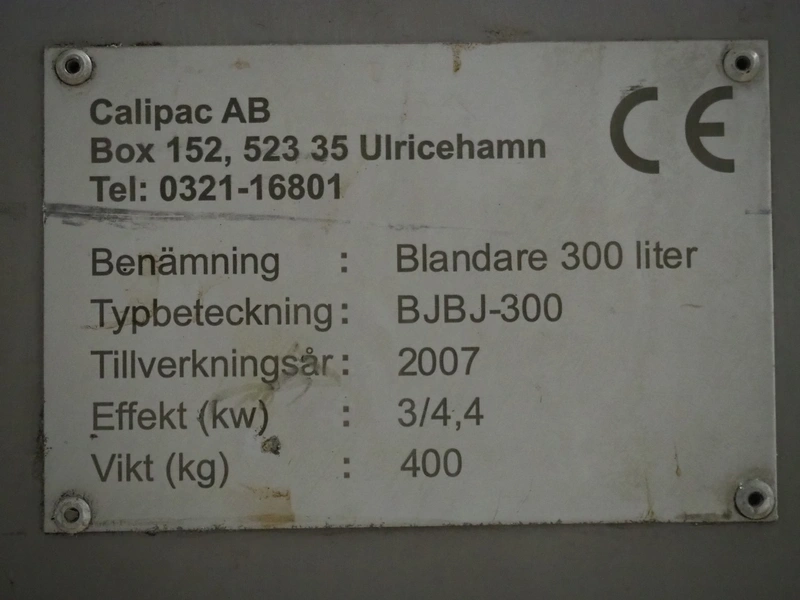 Calipac AB
Box 152, 523 35 Ulricehamn
Tel: 0321-16801
CE
Benämning : Blandare 300 liter
Typbeteckning : BJBJ-300
Tillverkningsår : 2007
Effekt (kw) : 3/4,4
Vikt (kg) : 400